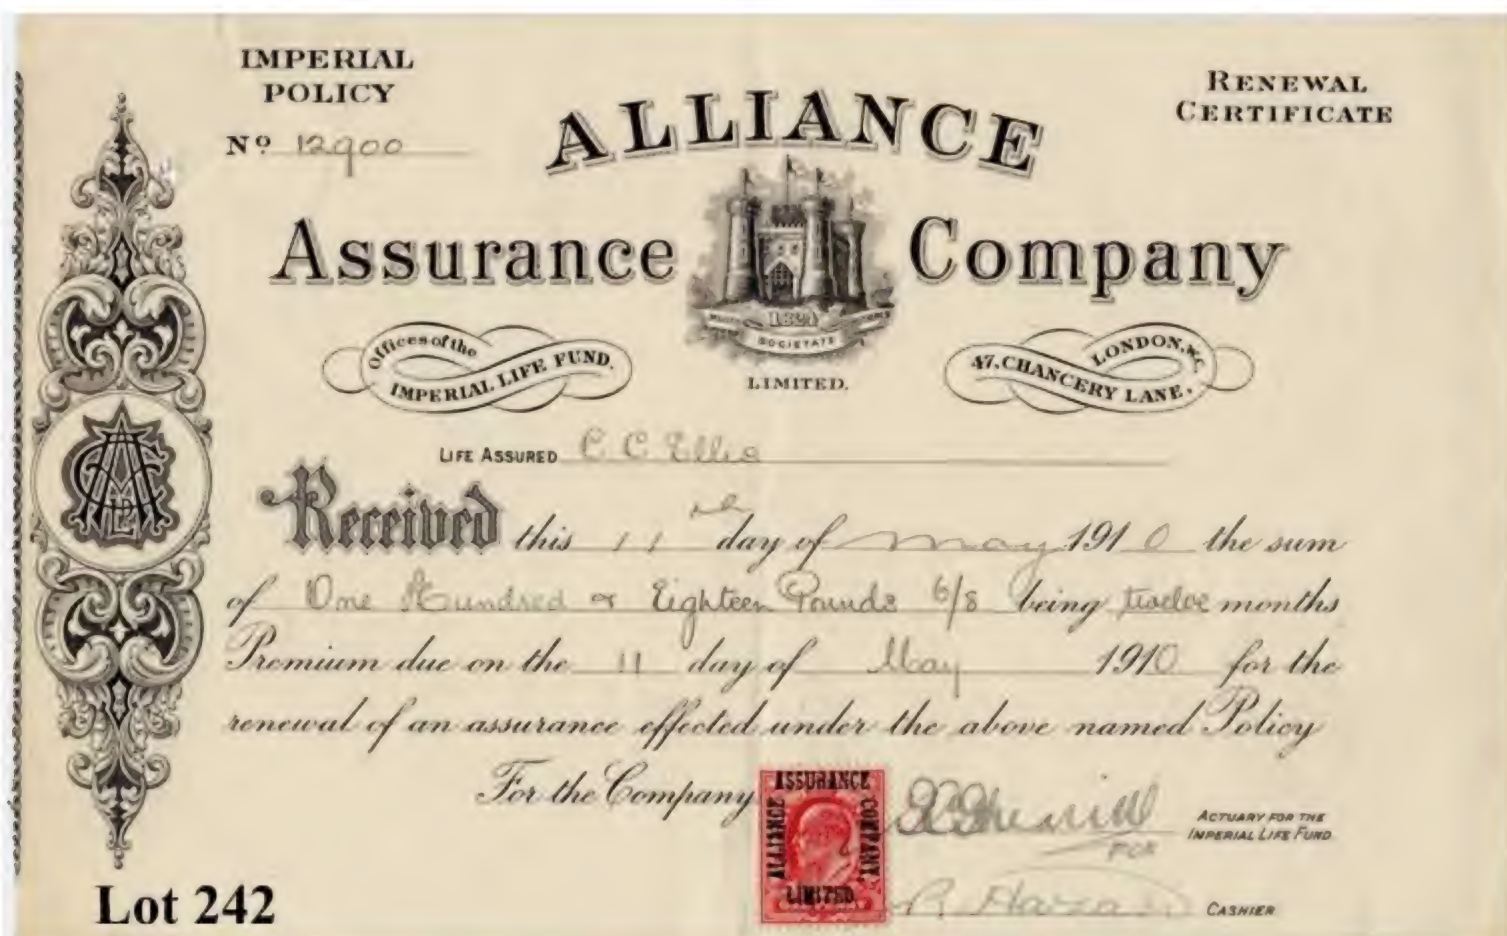 IMPERIAL
POLICY
Nº 12900
RENEWAL
CERTIFICATE
ALLIANCE
Assurance Company
1824
SOCIETATE
LIMITED.
Offices of the
IMPERIAL LIFE FUND.
47, CHANCERY LANE,
LONDON, W.C.
LIFE ASSURED C C Ellis
Received this 11th day of May 1910 the sum
of One Hundred & Eighteen Pounds 6/8 being twelve months
Premium due on the 11 day of May 1910 for the
renewal of an assurance effected under the above named Policy
For the Company
ALLIANCE ASSURANCE COMPANY, LIMITED.
ACTUARY FOR THE
IMPERIAL LIFE FUND
FOR
CASHIER
Lot 242